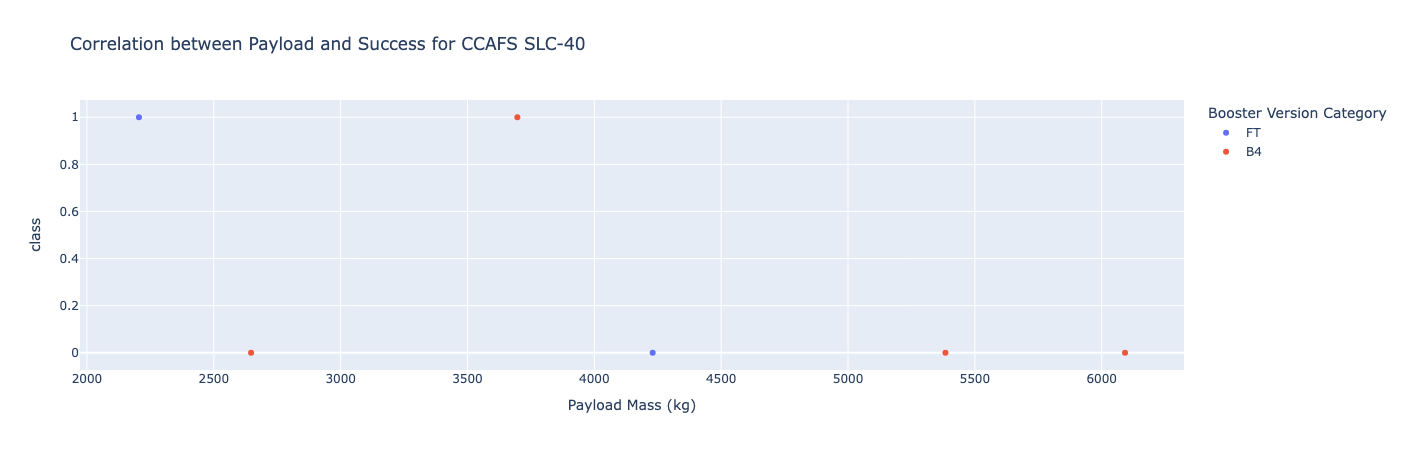 Correlation between Payload and Success for CCAFS SLC-40
Booster Version Category
FT
B4
class
1
0.8
0.6
0.4
0.2
0
2000 2500 3000 3500 4000 4500 5000 5500 6000
Payload Mass (kg)